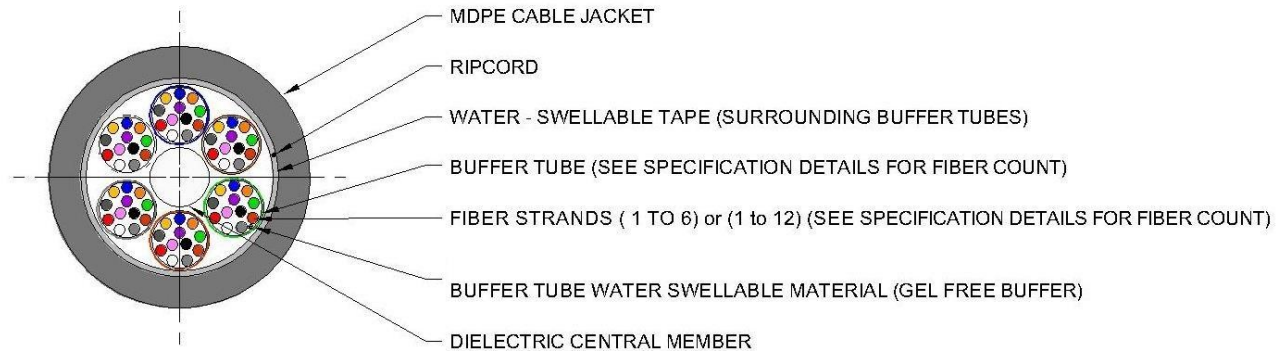 MDPE CABLE JACKET
RIPCORD
WATER - SWELLABLE TAPE (SURROUNDING BUFFER TUBES)
BUFFER TUBE (SEE SPECIFICATION DETAILS FOR FIBER COUNT)
FIBER STRANDS ( 1 TO 6) or (1 to 12) (SEE SPECIFICATION DETAILS FOR FIBER COUNT)
BUFFER TUBE WATER SWELLABLE MATERIAL (GEL FREE BUFFER)
DIELECTRIC CENTRAL MEMBER